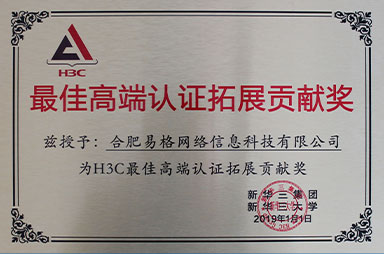 H3C
最佳高端认证拓展贡献奖
兹授予：合肥易格网络信息科技有限公司
为H3C最佳高端认证拓展贡献奖
新华三集团
新华三大学
2019年1月1日